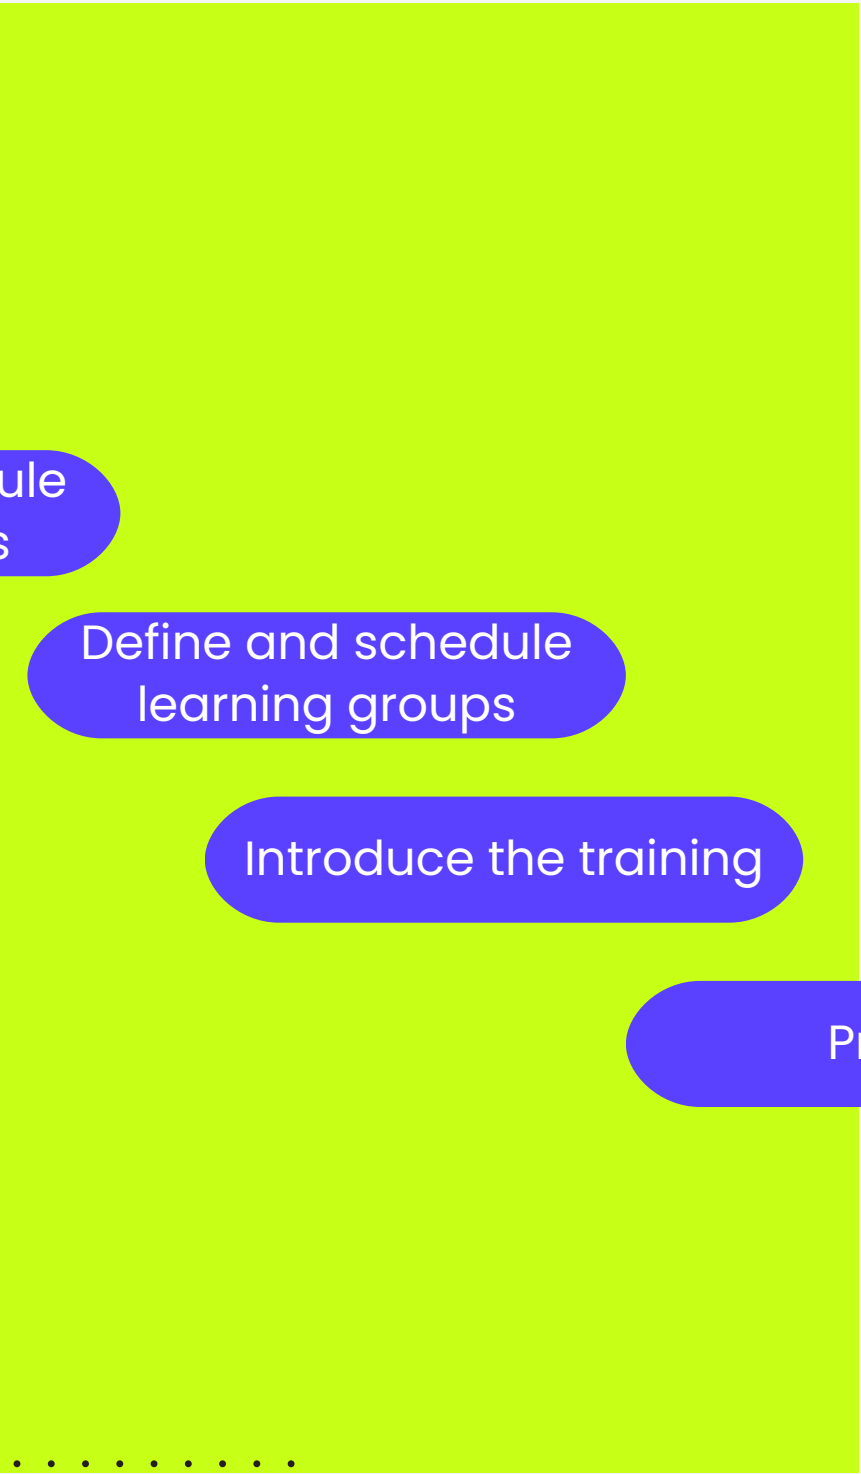 Define and schedule
learning groups
Introduce the training